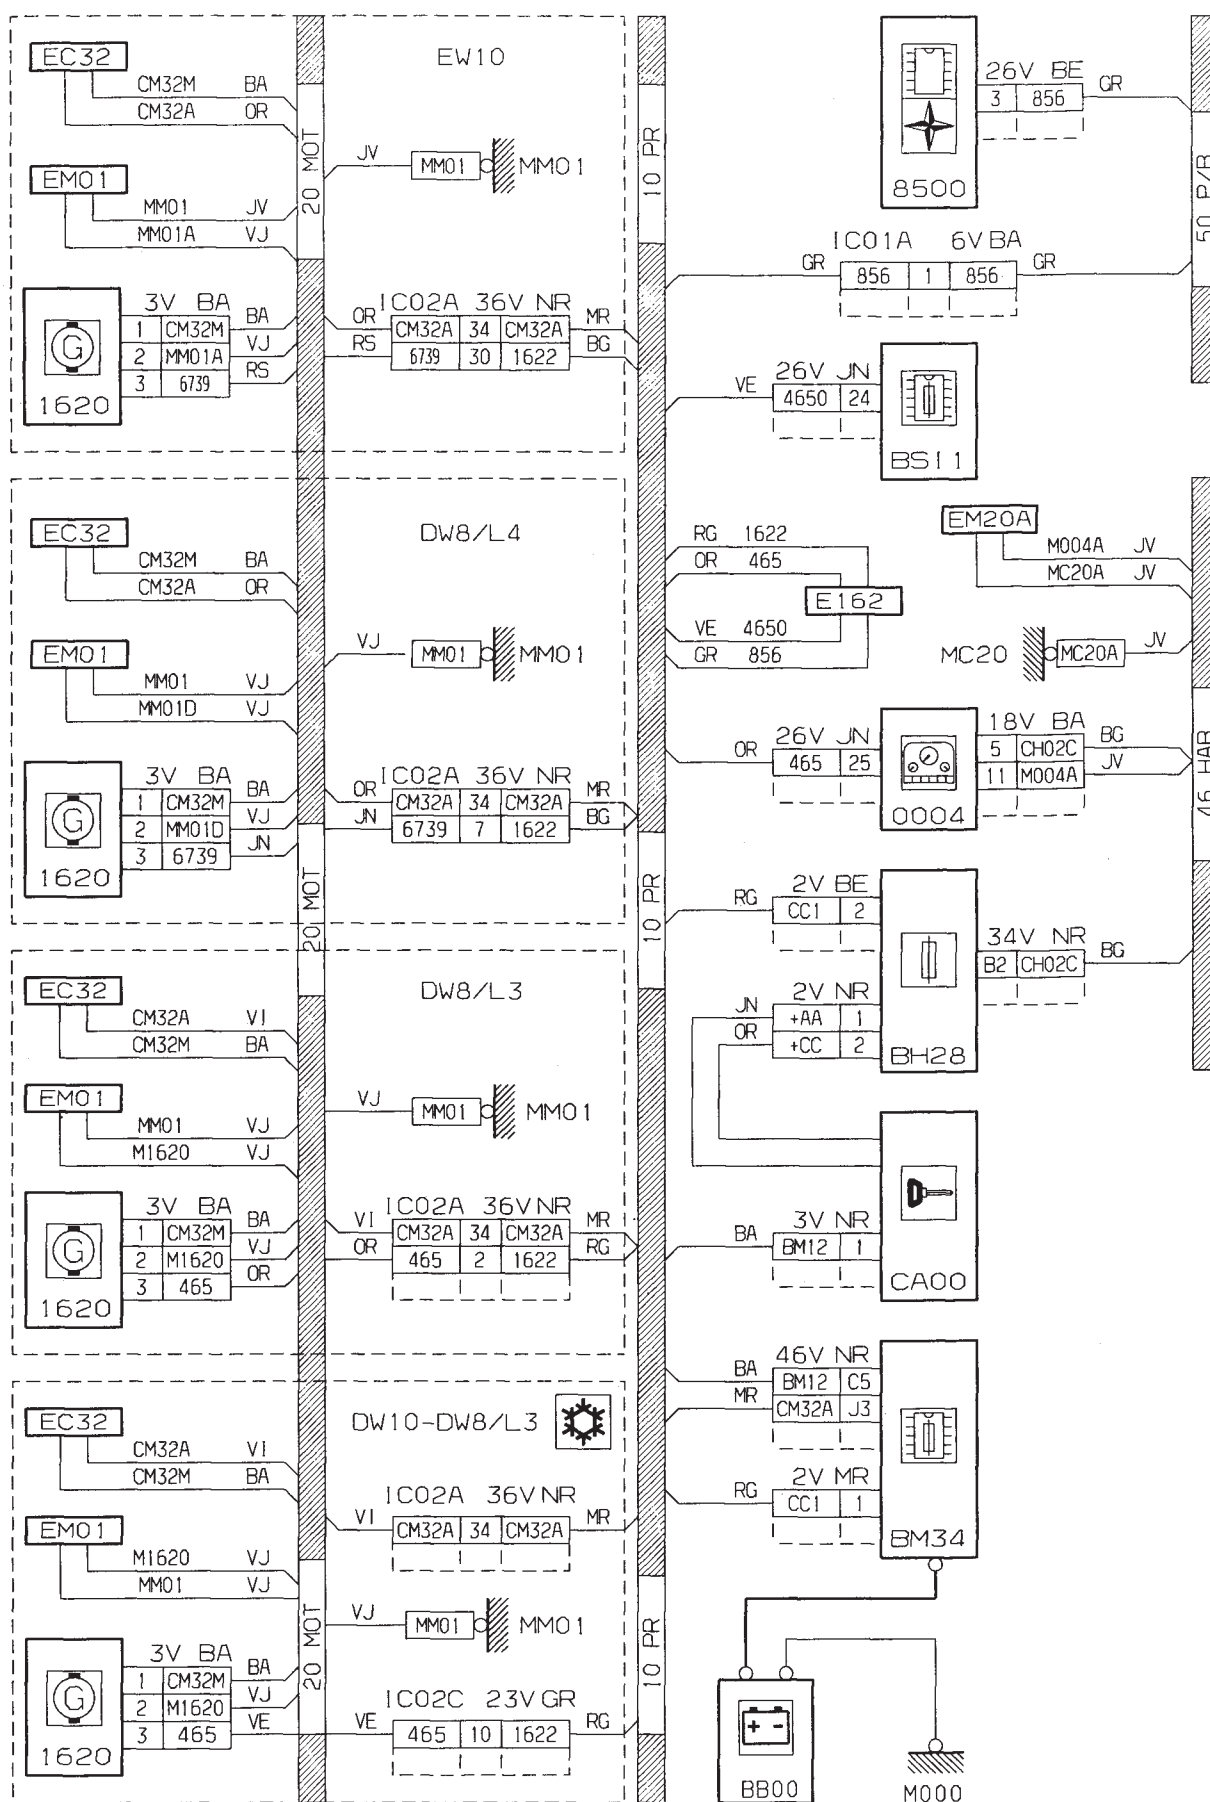 EC32
CM32M BA
CM32A OR
EM01
MM01 JV
MM01A VJ
3V BA
1 CM32M BA
2 MM01A VJ
3 6739 RS
G
1620
20 MOT
EW10
JV MM01 MM01
IC02A 36V NR
OR CM32A 34 CM32A MR
RS 6739 30 1622 BG
EC32
CM32M BA
CM32A OR
EM01
MM01 VJ
MM01D VJ
3V BA
1 CM32M BA
2 MM01D VJ
3 6739 JN
G
1620
20 MOT
DW8/L4
VJ MM01 MM01
IC02A 36V NR
OR CM32A 34 CM32A MR
JN 6739 7 1622 BG
EC32
CM32A VI
CM32M BA
EM01
MM01 VJ
M1620 VJ
3V BA
1 CM32M BA
2 M1620 VJ
3 465 OR
G
1620
DW8/L3
VJ MM01 MM01
IC02A 36V NR
VI CM32A 34 CM32A MR
OR 465 2 1622 RG
EC32
CM32A VI
CM32M BA
EM01
M1620 VJ
MM01 VJ
3V BA
1 CM32M BA
2 M1620 VJ
3 465 VE
G
1620
20 MOT
DW10-DW8/L3
IC02A 36V NR
VI CM32A 34 CM32A MR
VJ MM01 MM01
IC02C 23V GR
VE 465 10 1622 RG
10 PR
10 PR
10 PR
8500
26V BE
3 856 GR
IC01A 6V BA
GR 856 1 856 GR
50 P/B
26V JN
VE 4650 24
BSI1
RG 1622
OR 465
E162
VE 4650
GR 856
EM20A
M004A JV
MC20A JV
MC20 MC20A JV
26V JN
OR 465 25
0004
18V BA
5 CH02C BG
11 M004A JV
46 HAB
2V BE
RG CC1 2
2V NR
JN +AA 1
OR +CC 2
BH28
34V NR
B2 CH02C BG
3V NR
BA BM12 1
CA00
46V NR
BA BM12 C5
MR CM32A J3
2V MR
RG CC1 1
BM34
+ -
BB00
M000